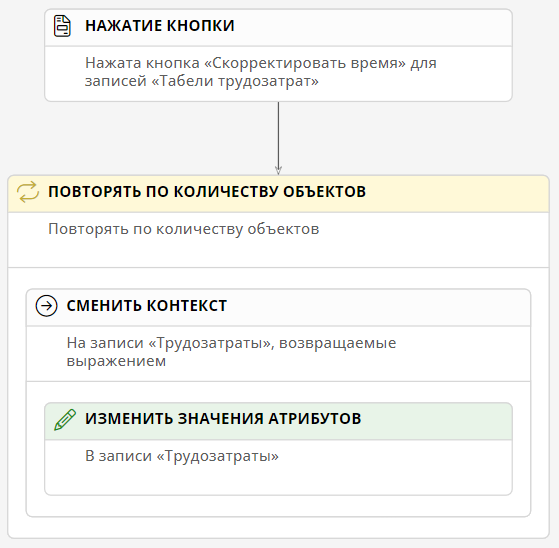 НАЖАТИЕ КНОПКИ
Нажата кнопка «Скорректировать время» для
записей «Табели трудозатрат»
ПОВТОРЯТЬ ПО КОЛИЧЕСТВУ ОБЪЕКТОВ
Повторять по количеству объектов
СМЕНИТЬ КОНТЕКСТ
На записи «Трудозатраты», возвращаемые
выражением
ИЗМЕНИТЬ ЗНАЧЕНИЯ АТРИБУТОВ
В записи «Трудозатраты»